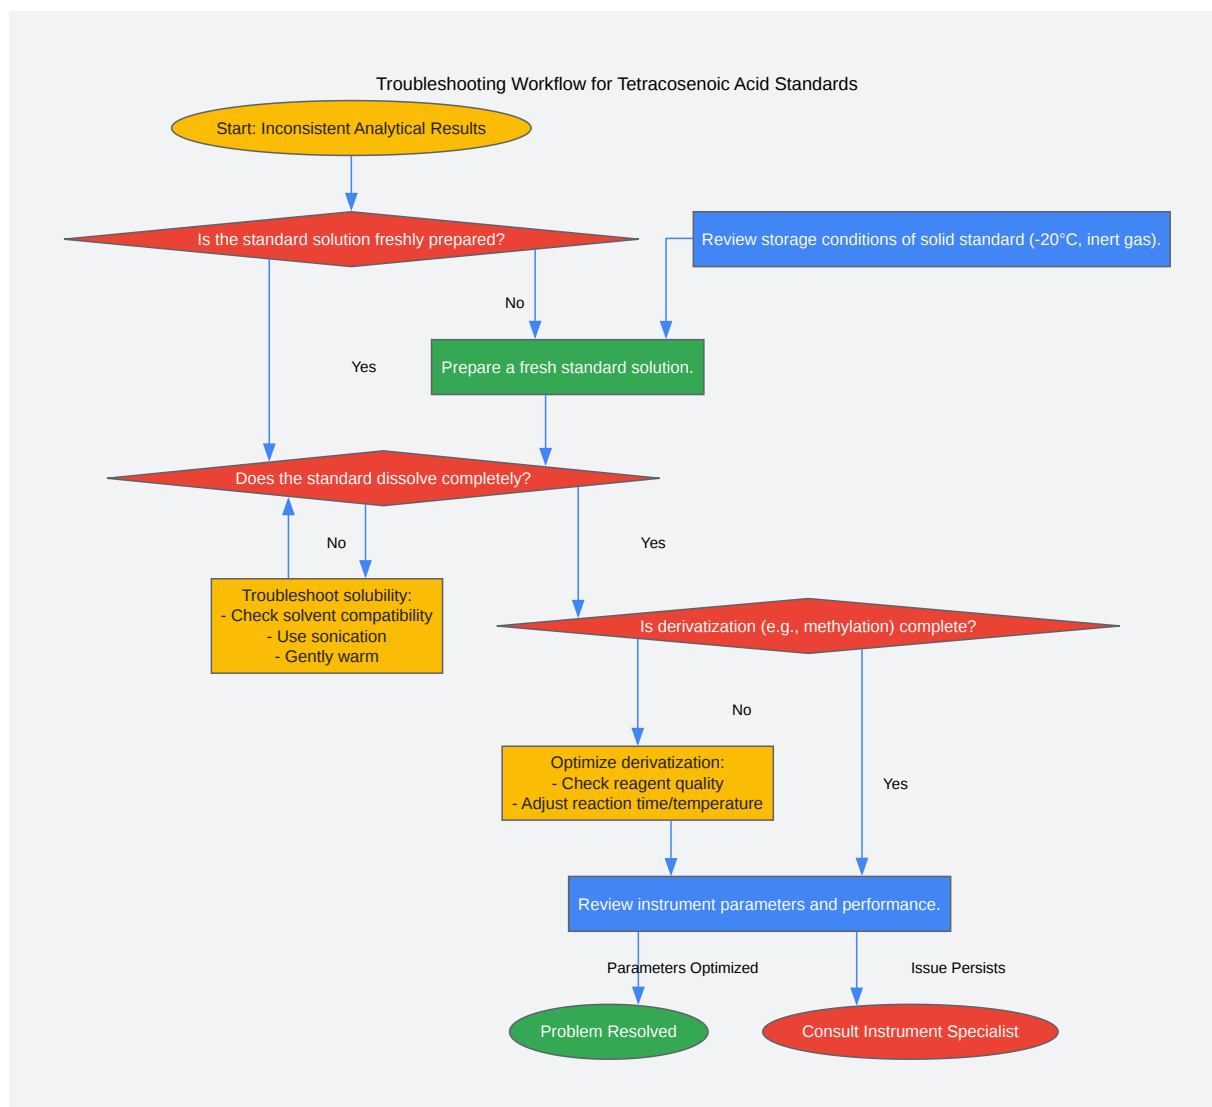 Troubleshooting Workflow for Tetracosenoic Acid Standards
Start: Inconsistent Analytical Results
Is the standard solution freshly prepared?
Review storage conditions of solid standard (-20°C, inert gas).
No
Yes
Prepare a fresh standard solution.
Does the standard dissolve completely?
No
Yes
Troubleshoot solubility:
- Check solvent compatibility
- Use sonication
- Gently warm
Is derivatization (e.g., methylation) complete?
No
Optimize derivatization:
- Check reagent quality
- Adjust reaction time/temperature
Yes
Review instrument parameters and performance.
Parameters Optimized
Issue Persists
Problem Resolved
Consult Instrument Specialist